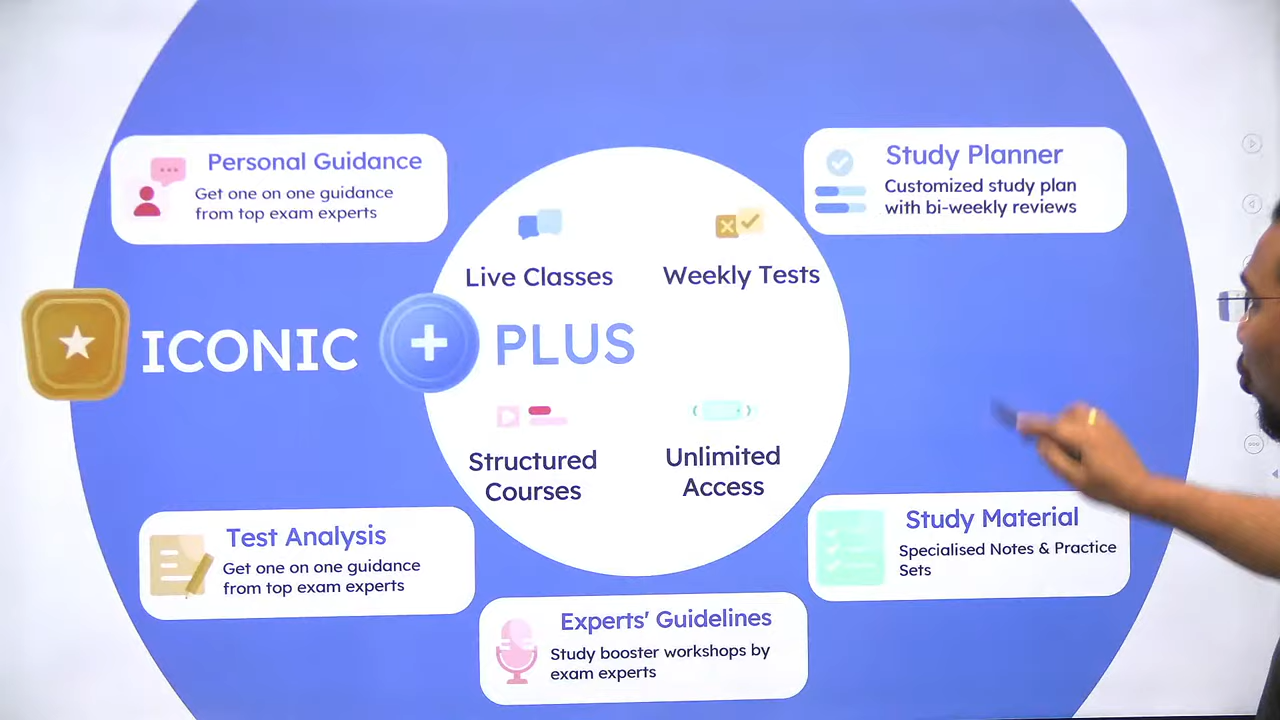 Personal Guidance
Get one on one guidance
from top exam experts
Study Planner
Customized study plan
with bi-weekly reviews
Live Classes
Weekly Tests
ICONIC
PLUS
Structured
Courses
Unlimited
Access
Test Analysis
Get one on one guidance
from top exam experts
Study Material
Specialised Notes & Practice
Sets
Experts' Guidelines
Study booster workshops by
exam experts